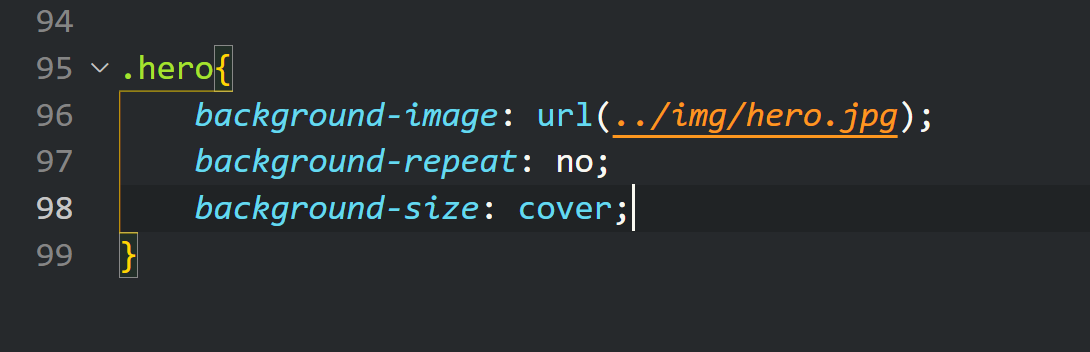 94
95 .hero{
96 background-image: url(../img/hero.jpg);
97 background-repeat: no;
98 background-size: cover;
99 }